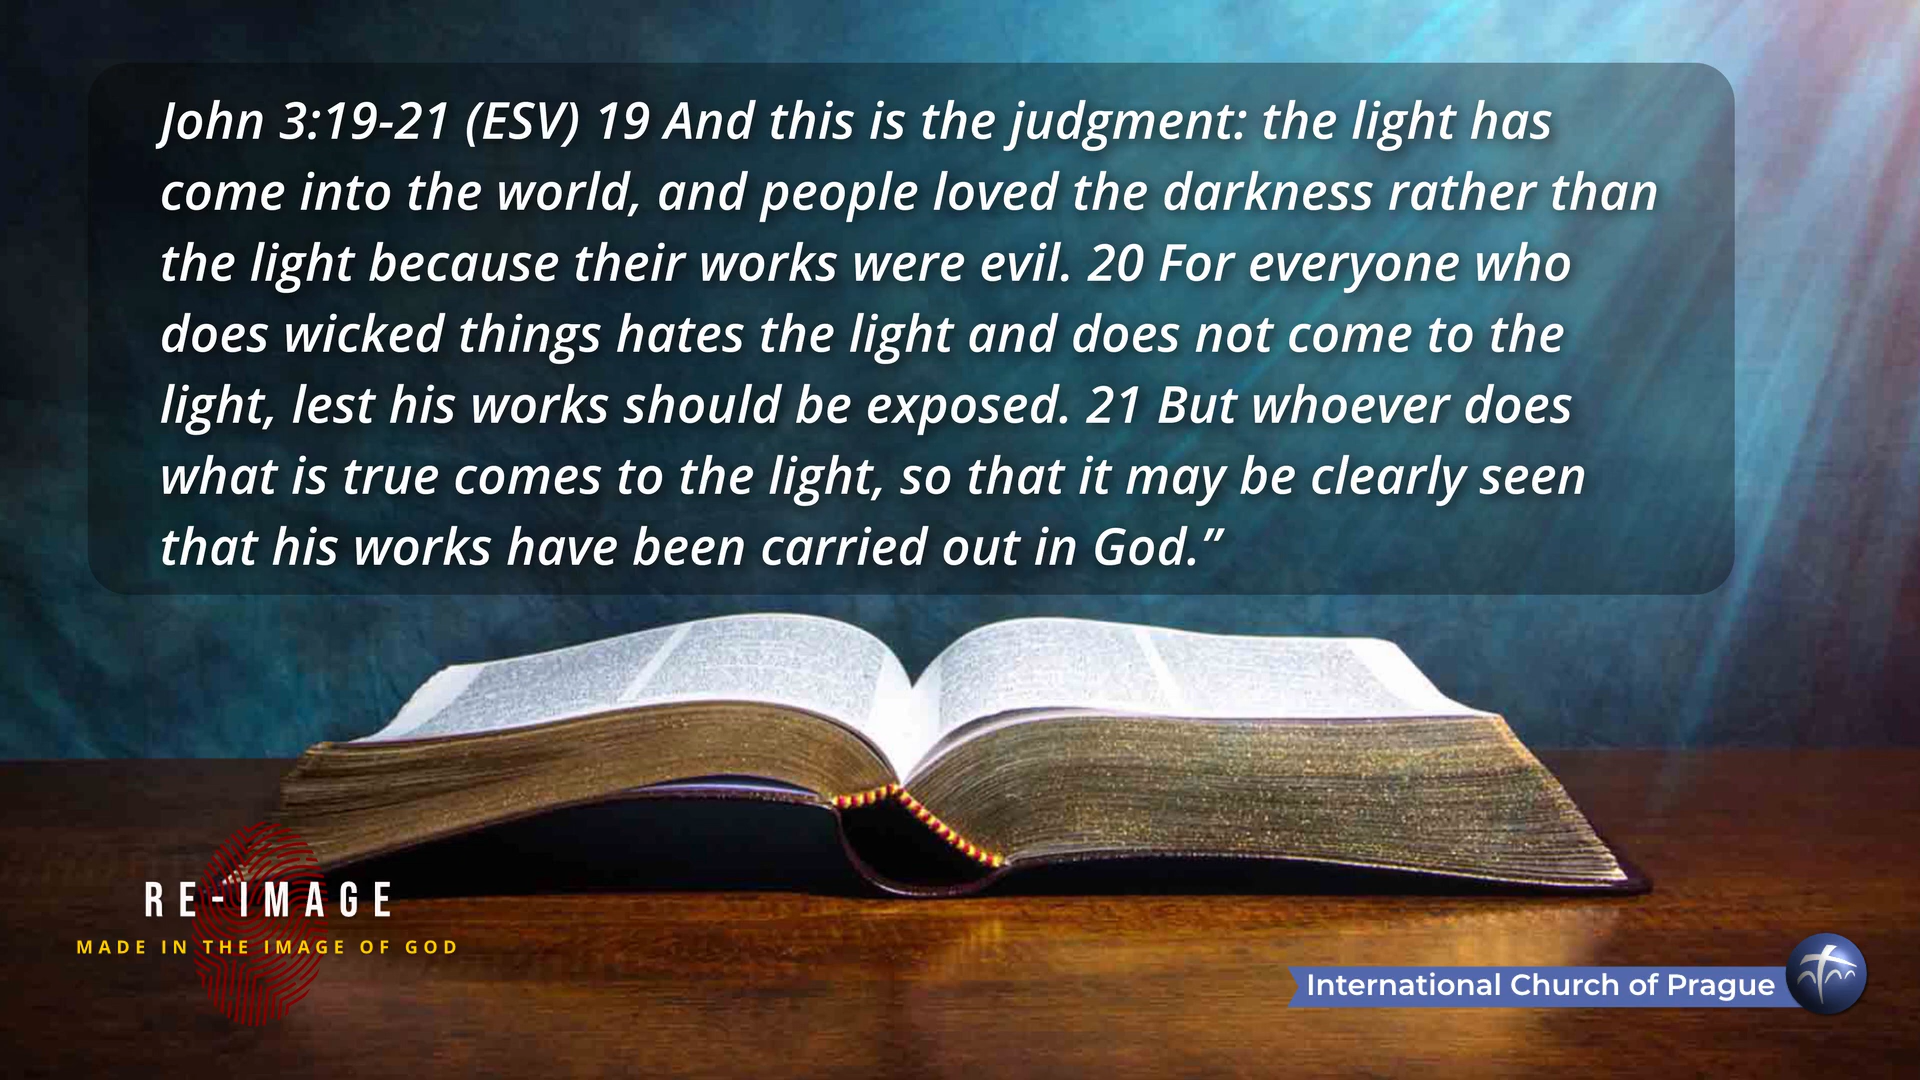 John 3:19-21 (ESV) 19 And this is the judgment: the light has
come into the world, and people loved the darkness rather than
the light because their works were evil. 20 For everyone who
does wicked things hates the light and does not come to the
light, lest his works should be exposed. 21 But whoever does
what is true comes to the light, so that it may be clearly seen
that his works have been carried out in God.”
RE-IMAGE
MADE IN THE IMAGE OF GOD
International Church of Prague